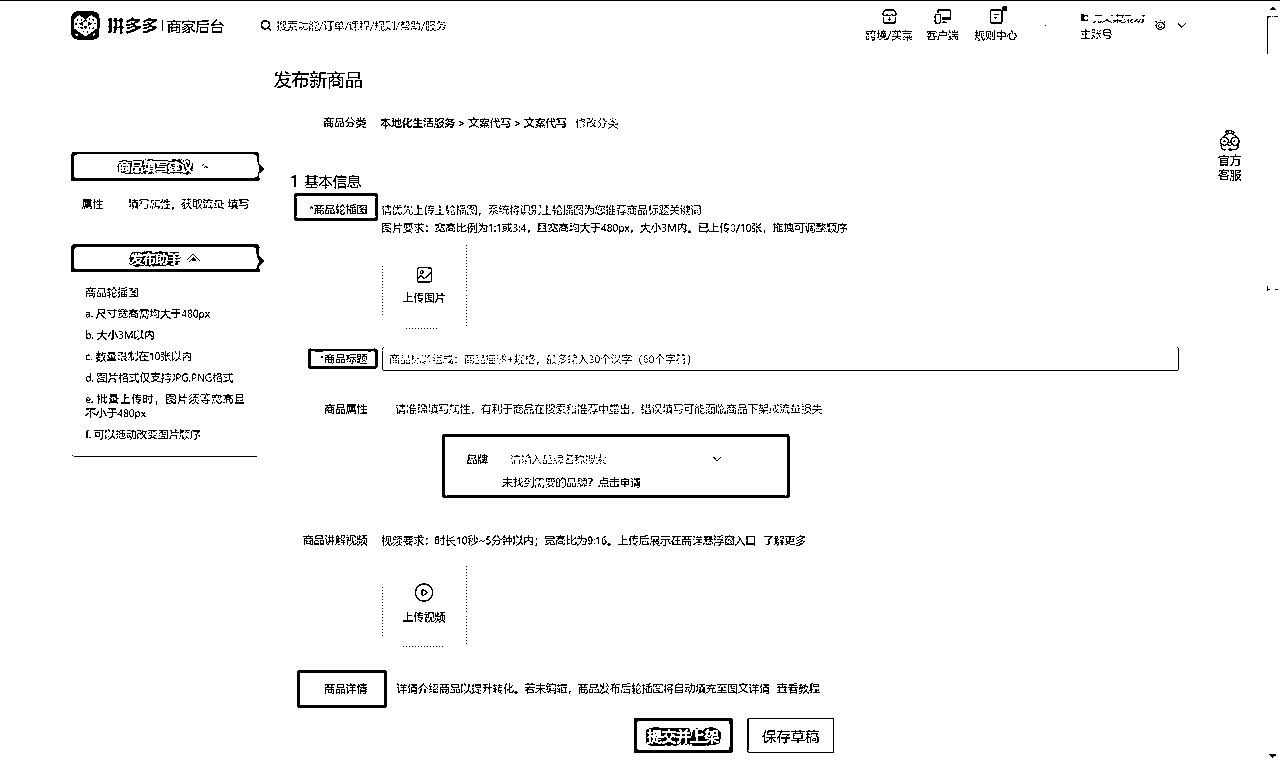 拼多多 | 商家后台
搜索功能/订单/课程/规则/帮助/服务
跨境/买菜
客户端
规则中心
主账号
发布新商品
商品分类 本地化生活服务 > 文案代写 > 文案代写 修改分类
官方
客服
商品填写建议
属性 填写属性，获取流量 填写
发布助手
商品轮播图
a. 尺寸宽高需均大于480px
b. 大小3M以内
c. 数量限制在10张以内
d. 图片格式仅支持JPG,PNG格式
e. 批量上传时，图片须等宽高且
不小于480px
f. 可以拖动改变图片顺序
1 基本信息
*商品轮播图 请优先上传主轮播图，系统将识别主轮播图为您推荐商品标题关键词
图片要求：宽高比例为1:1或3:4，且宽高均大于480px，大小3M内。已上传0/10张，拖拽可调整顺序
上传图片
*商品标题 商品标题组成：商品描述+规格，最多输入30个汉字（60个字符）
商品属性 请准确填写属性，有利于商品在搜索和推荐中露出，错误填写可能面临商品下架或流量损失
品牌 请输入品牌名称搜索
未找到需要的品牌？点击申请
商品讲解视频 视频要求：时长10秒~5分钟以内；宽高比为9:16。上传后展示在商详悬浮窗入口 了解更多
上传视频
商品详情 详情介绍商品以提升转化。若未编辑，商品发布后轮播图将自动填充至图文详情 查看教程
提交并上架
保存草稿